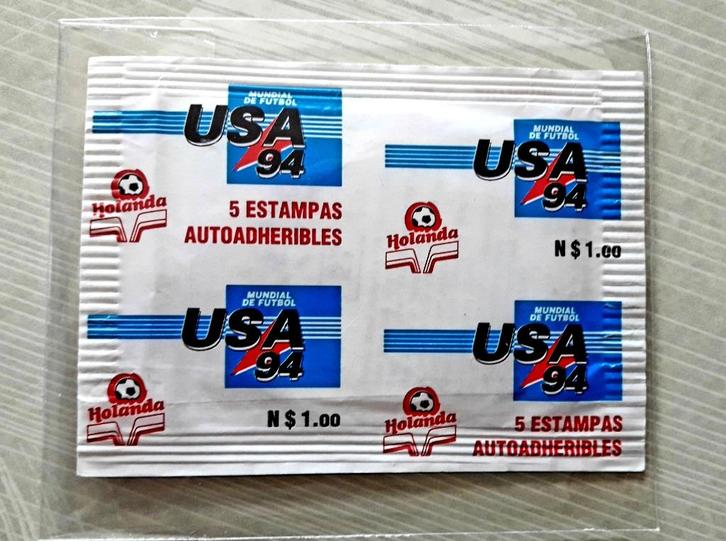 MUNDIAL
DE FUTBOL
USA
94
Holanda
5 ESTAMPAS
AUTOADHERIBLES
MUNDIAL
DE FUTBOL
USA
94
Holanda
N$1.00
MUNDIAL
DE FUTBOL
USA
94
Holanda
N$1.00
MUNDIAL
DE FUTBOL
USA
94
Holanda
5 ESTAMPAS
AUTOADHERIBLES